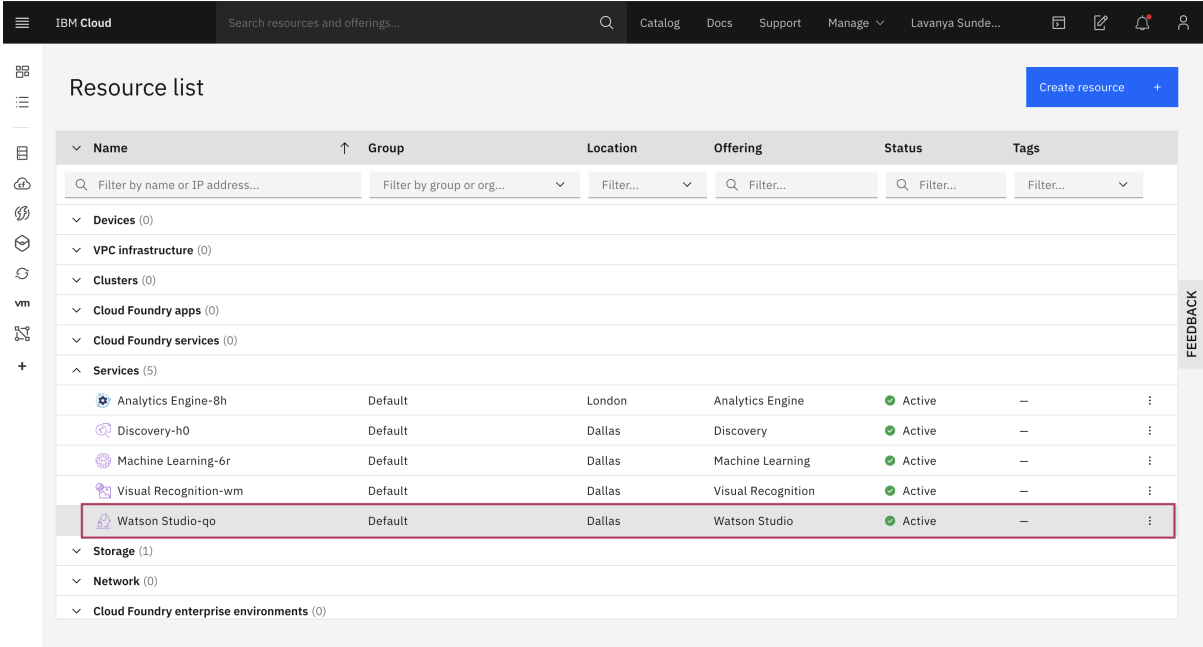 IBM Cloud Search resources and offerings... Catalog Docs Support Manage Lavanya Sunde...
Resource list
Create resource +
Name Group Location Offering Status Tags
Filter by name or IP address... Filter by group or org... Filter... Filter... Filter... Filter...
Devices (0)
VPC infrastructure (0)
Clusters (0)
Cloud Foundry apps (0)
Cloud Foundry services (0)
Services (5)
Analytics Engine-8h Default London Analytics Engine Active —
Discovery-h0 Default Dallas Discovery Active —
Machine Learning-6r Default Dallas Machine Learning Active —
Visual Recognition-wm Default Dallas Visual Recognition Active —
Watson Studio-qo Default Dallas Watson Studio Active —
Storage (1)
Network (0)
Cloud Foundry enterprise environments (0)
cf
vm
FEEDBACK